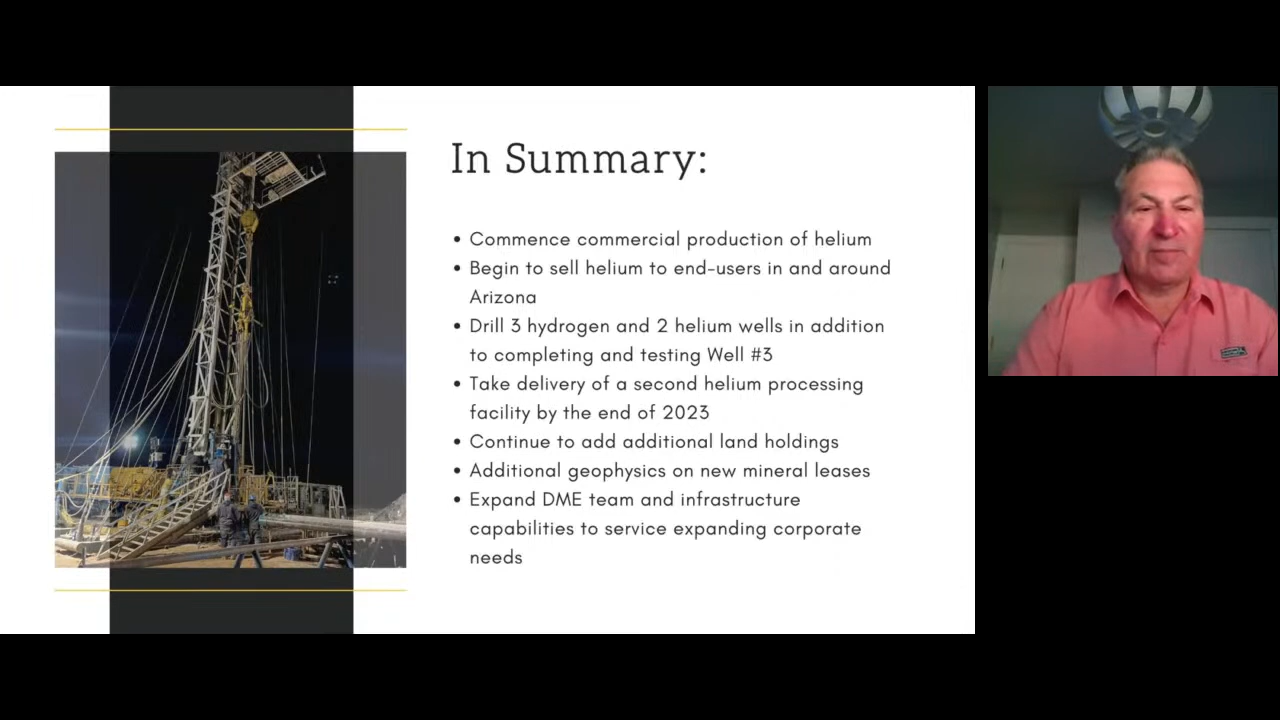 In Summary:
• Commence commercial production of helium
• Begin to sell helium to end-users in and around
Arizona
• Drill 3 hydrogen and 2 helium wells in addition
to completing and testing Well #3
• Take delivery of a second helium processing
facility by the end of 2023
• Continue to add additional land holdings
• Additional geophysics on new mineral leases
• Expand DME team and infrastructure
capabilities to service expanding corporate
needs